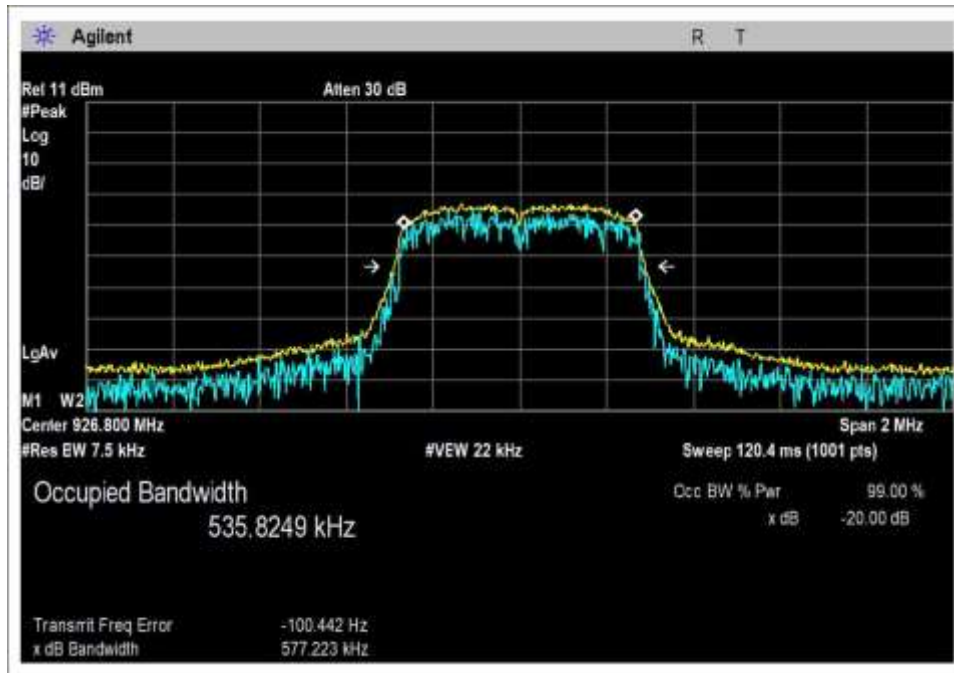 Agilent R T
Ref 11 dBm Atten 30 dB
#Peak
Log
10
dB/
LgAv
M1 W2
Center 926.800 MHz Span 2 MHz
#Res BW 7.5 kHz #VBW 22 kHz Sweep 120.4 ms (1001 pts)
Occupied Bandwidth Occ BW % Pwr 99.00 %
535.8249 kHz x dB -20.00 dB
Transmit Freq Error -100.442 Hz
x dB Bandwidth 577.223 kHz